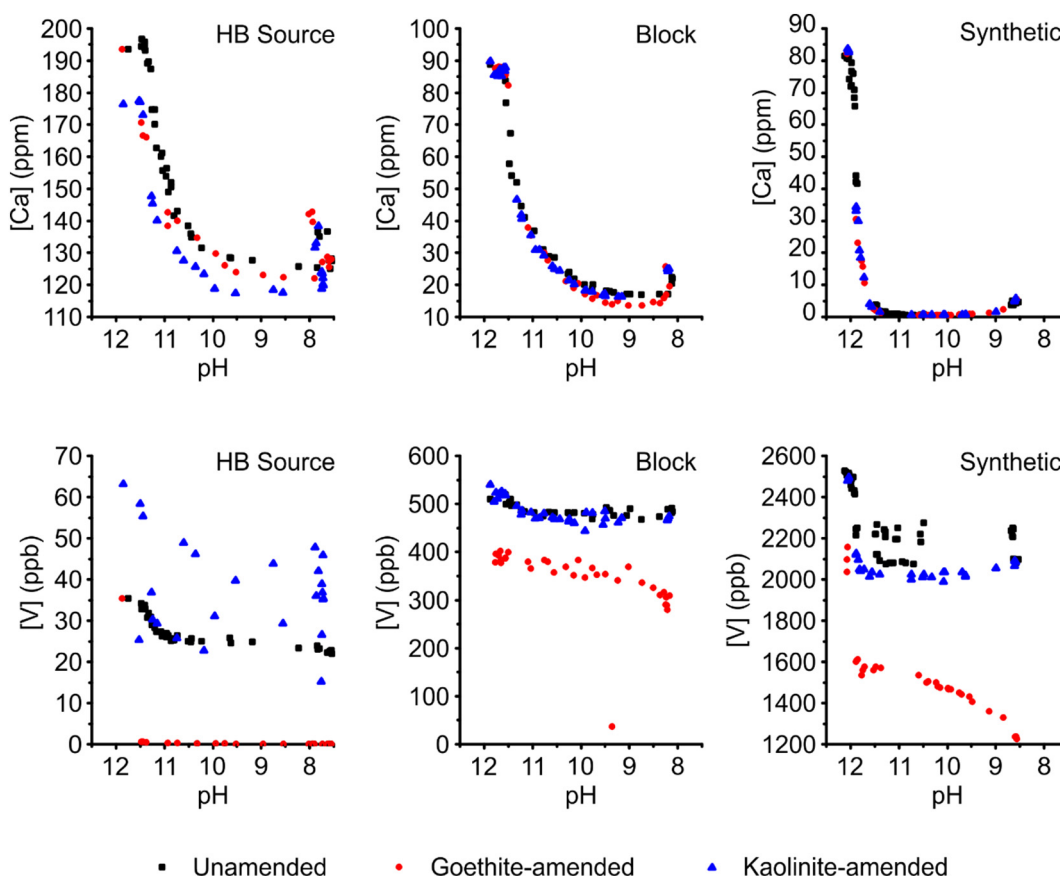 HB Source
200
190
180
170
160
150
140
130
120
110
[Ca] (ppm)
12 11 10 9 8
pH
Block
100
90
80
70
60
50
40
30
20
10
[Ca] (ppm)
12 11 10 9 8
pH
Synthetic
90
80
70
60
50
40
30
20
10
0
[Ca] (ppm)
12 11 10 9
pH
HB Source
70
60
50
40
30
20
10
0
[V] (ppb)
12 11 10 9 8
pH
Block
600
500
400
300
200
100
0
[V] (ppb)
12 11 10 9 8
pH
Synthetic
2600
2400
2200
2000
1800
1600
1400
1200
[V] (ppb)
12 11 10 9
pH
Unamended Goethite-amended Kaolinite-amended